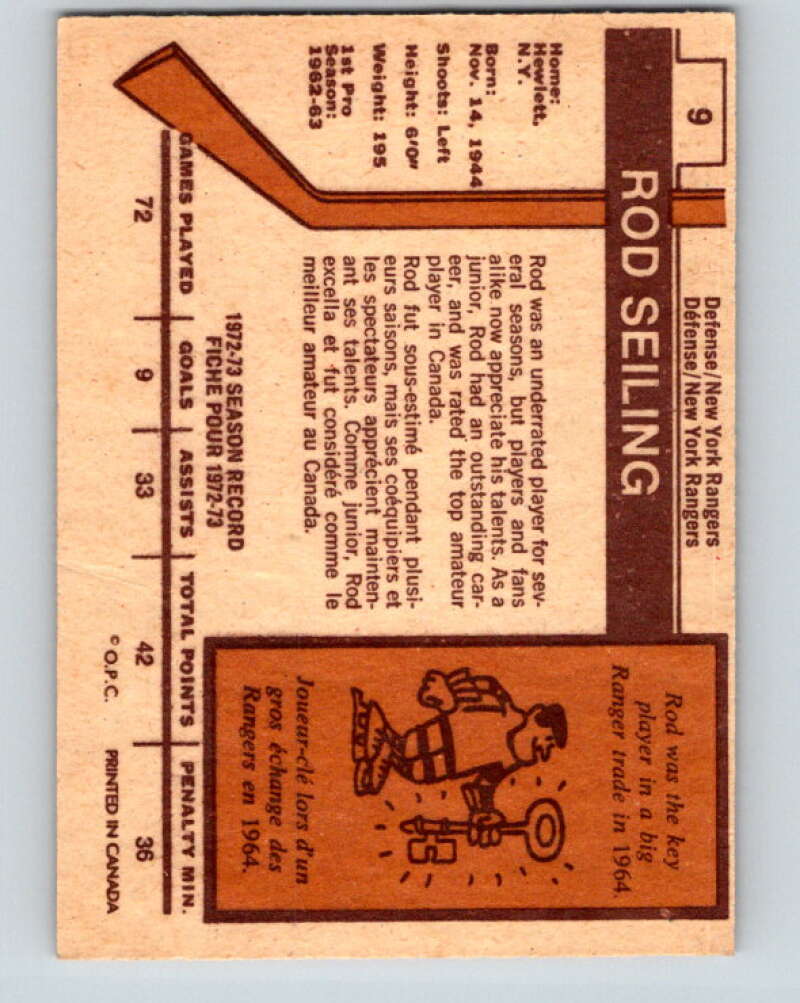 9
Defense/New York Rangers
Défense/New York Rangers
ROD SEILING
Home:
Hewlett,
N.Y.
Born:
Nov. 14, 1944
Shoots: Left
Height: 6'0"
Weight: 195
1st Pro
Season:
1962-63
Rod was an underrated player for sev-
eral seasons, but players and fans
alike now appreciate his talents. As a
junior, Rod had an outstanding car-
eer, and was rated the top amateur
player in Canada.
Rod fut sous-estimé pendant plusi-
eurs saisons, mais ses coéquipiers et
les spectateurs apprécient mainten-
ant ses talents. Comme junior, Rod
excella et fut considéré comme le
meilleur amateur au Canada.
Rod was the key
player in a big
Ranger trade in 1964.
Joueur-clé lors d'un
gros échange des
Rangers en 1964.
1972-73 SEASON RECORD
FICHE POUR 1972-73
GAMES PLAYED GOALS ASSISTS TOTAL POINTS PENALTY MIN.
72 9 33 42 36
© O.P.C. PRINTED IN CANADA